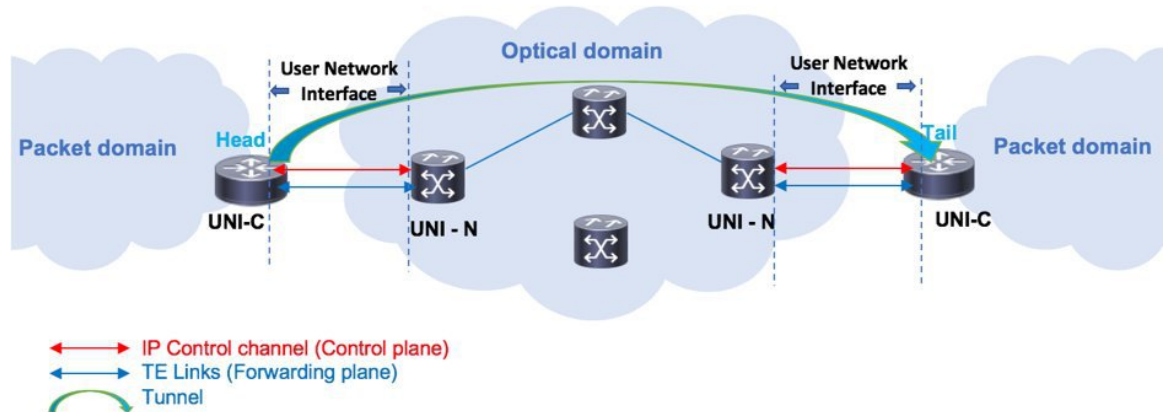 Optical domain
User Network
Interface
User Network
Interface
Packet domain
Head
Tail
Packet domain
UNI-C
UNI - N
UNI - N
UNI-C
IP Control channel (Control plane)
TE Links (Forwarding plane)
Tunnel